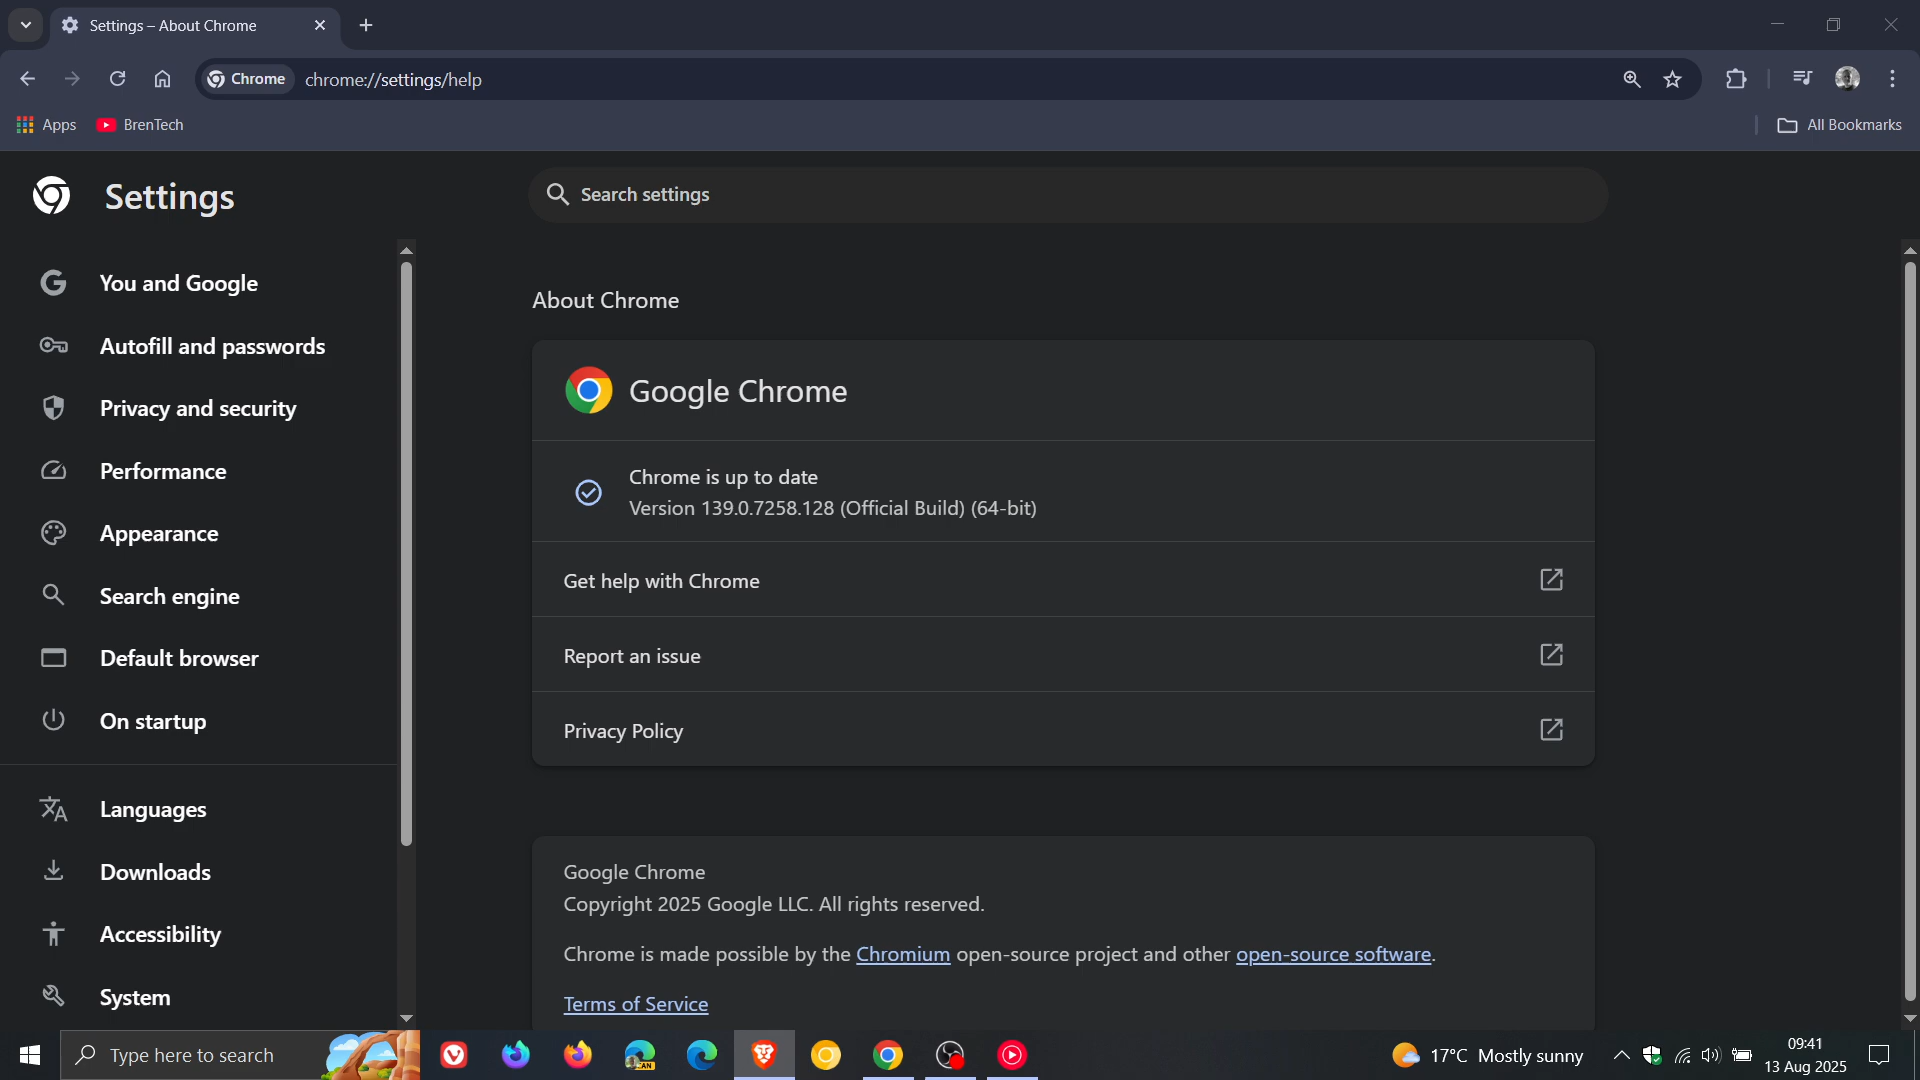 Settings – About Chrome
Chrome
chrome://settings/help
Apps
BrenTech
All Bookmarks
Settings
Search settings
You and Google
Autofill and passwords
Privacy and security
Performance
Appearance
Search engine
Default browser
On startup
Languages
Downloads
Accessibility
System
About Chrome
Google Chrome
Chrome is up to date
Version 139.0.7258.128 (Official Build) (64-bit)
Get help with Chrome
Report an issue
Privacy Policy
Google Chrome
Copyright 2025 Google LLC. All rights reserved.
Chrome is made possible by the Chromium open-source project and other open-source software.
Terms of Service
Type here to search
17°C Mostly sunny
09:41
13 Aug 2025